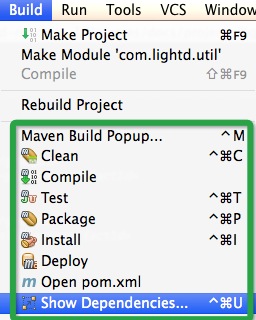 Build Run Tools VCS Window
Make Project ⌘F9
Make Module 'com.lightd.util'
Compile ⇧⌘F9
Rebuild Project
Maven Build Popup... ^M
Clean ^⌘C
Compile
Test ^⌘T
Package ^⌘P
Install ^⌘I
Deploy
Open pom.xml
Show Dependencies... ^⌘U